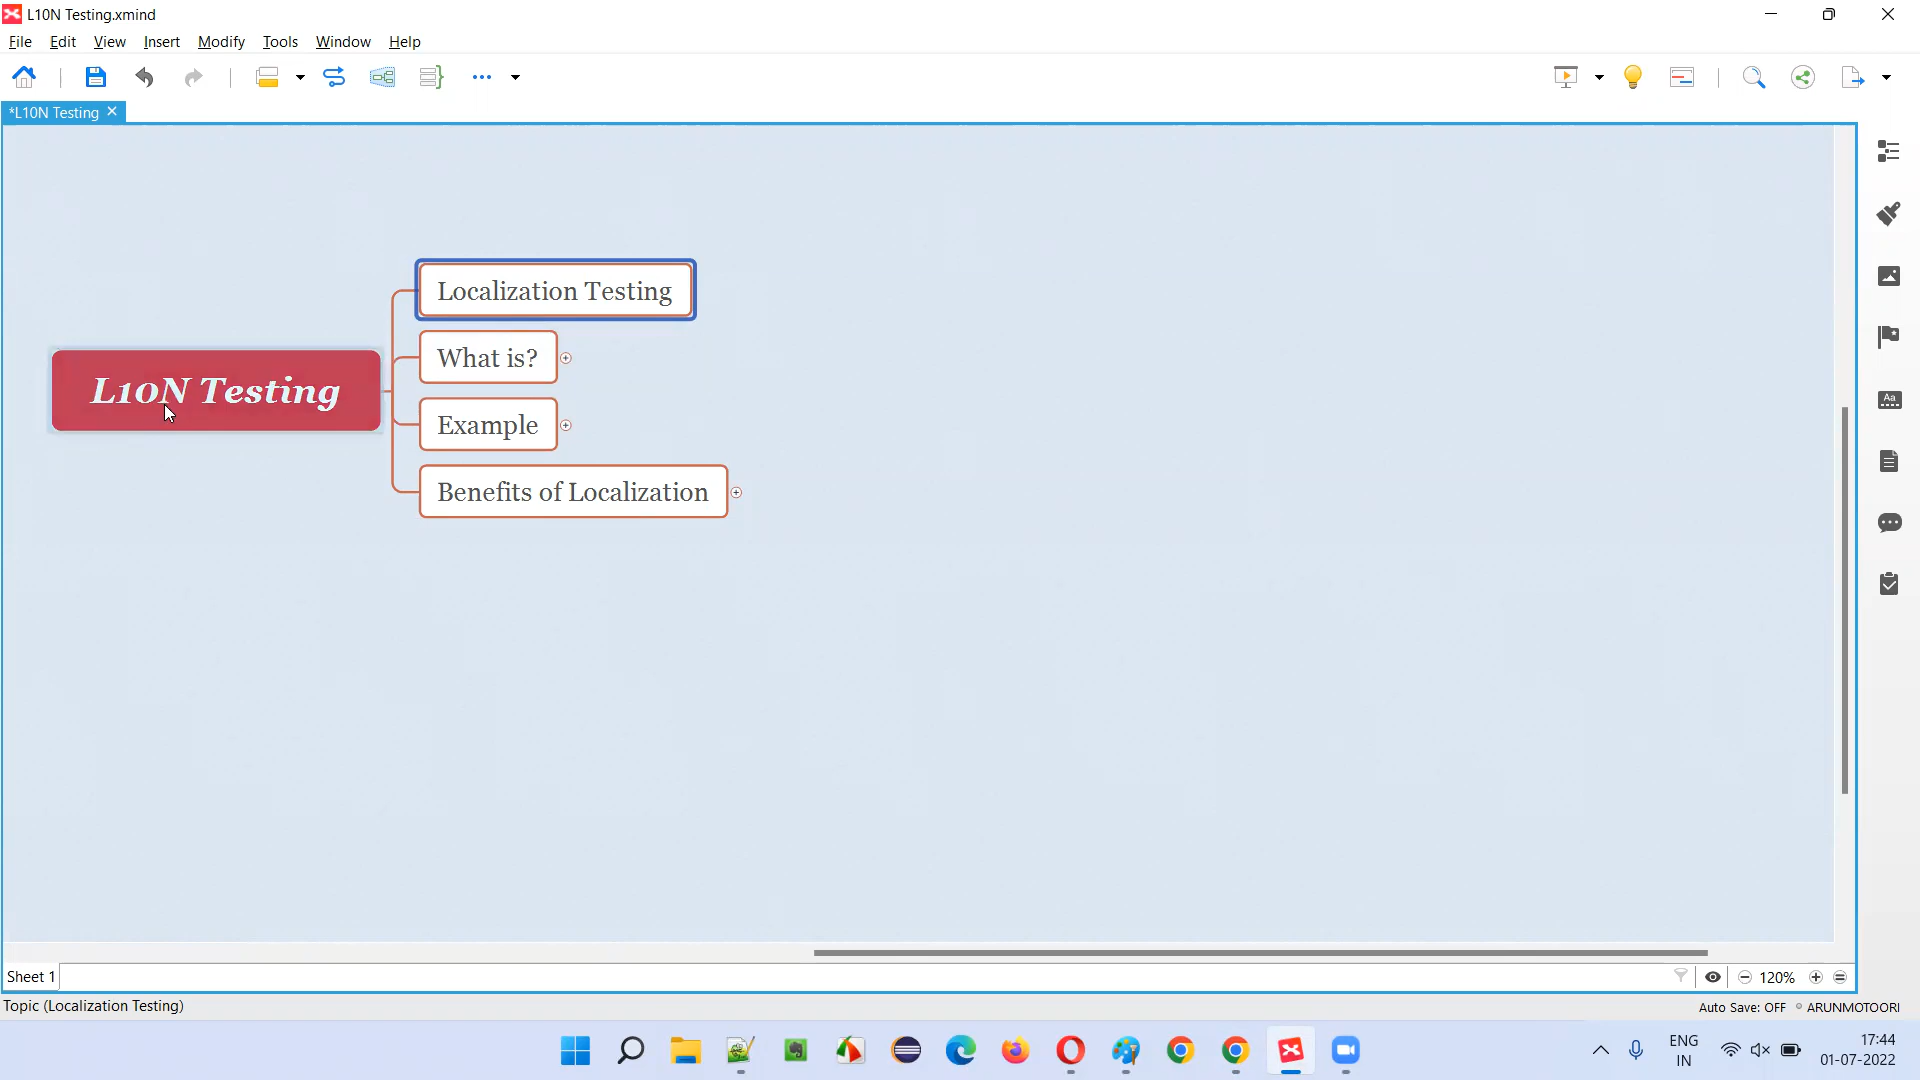 L10N Testing.xmind
File Edit View Insert Modify Tools Window Help
*L10N Testing
Localization Testing
What is?
L10N Testing
Example
Benefits of Localization
Aa
Sheet 1
120%
Topic (Localization Testing)
Auto Save: OFF ARUNMOTOORI
ENG
IN
17:44
01-07-2022